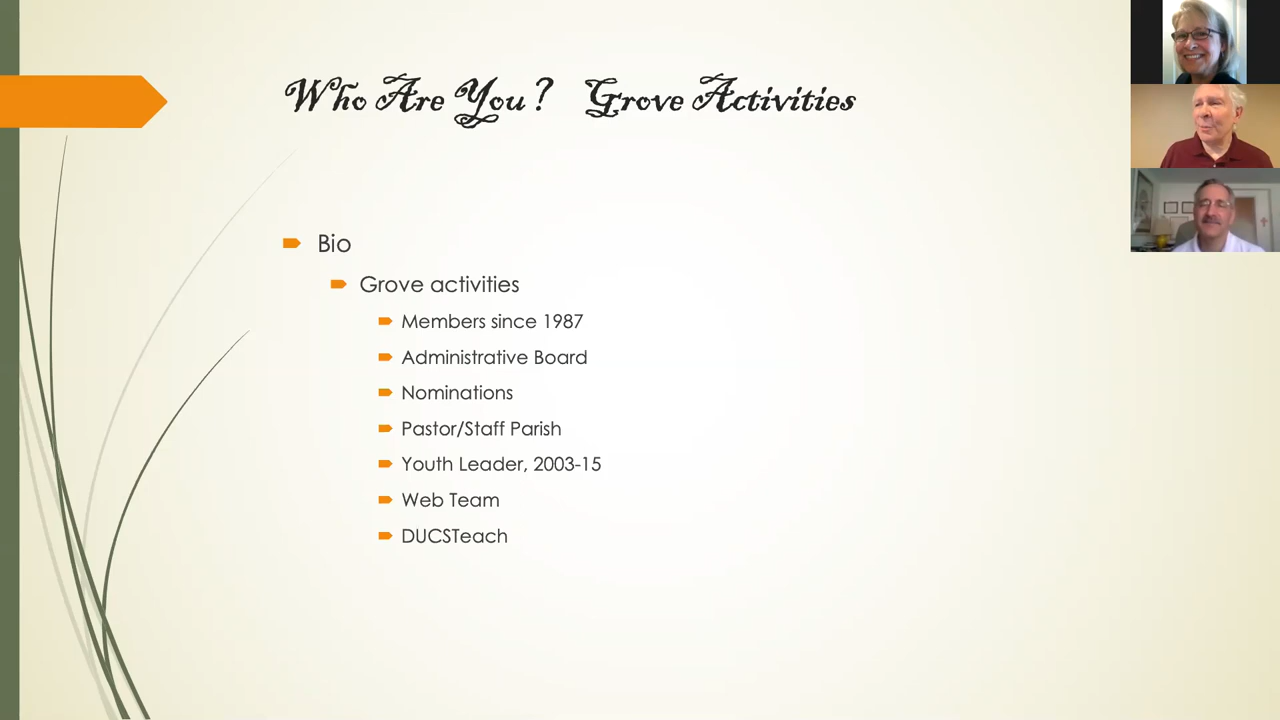 Who Are You? Grove Activities
Bio
Grove activities
Members since 1987
Administrative Board
Nominations
Pastor/Staff Parish
Youth Leader, 2003-15
Web Team
DUCSTeach